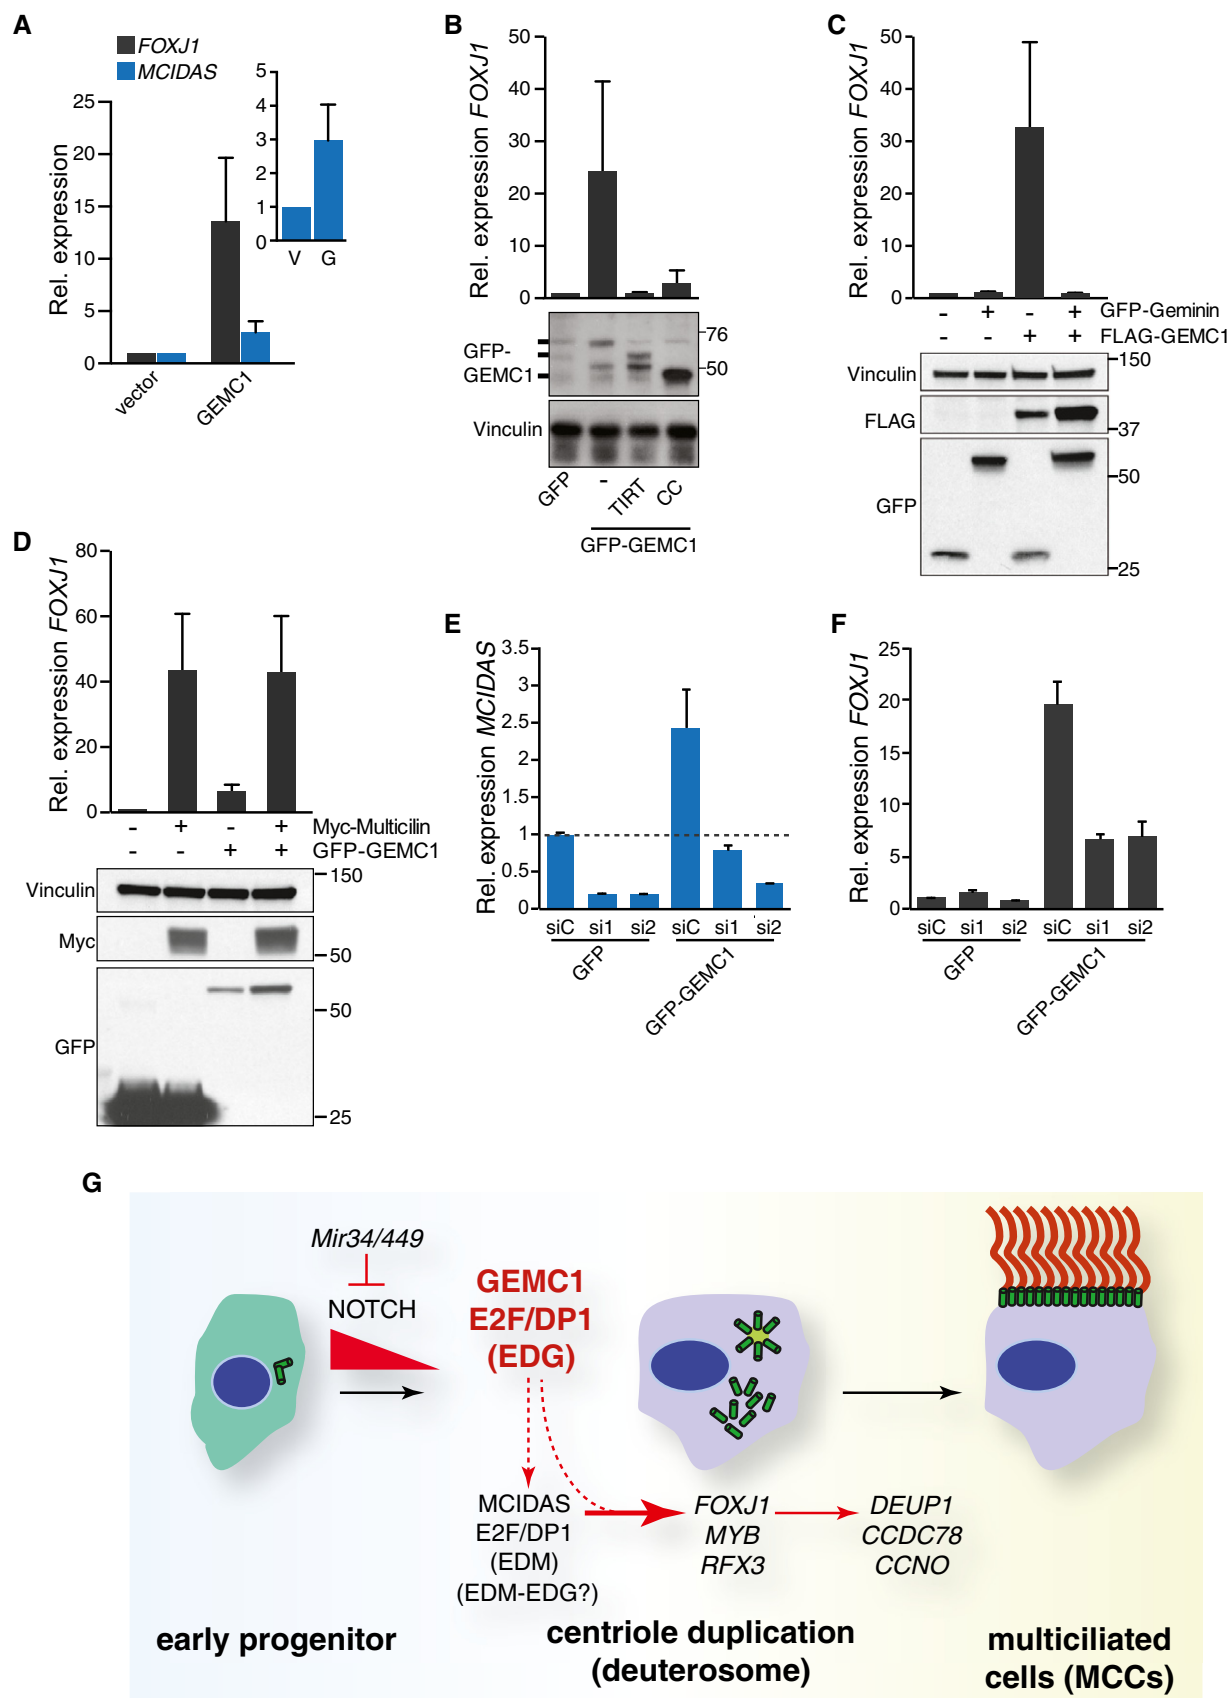 A
FOXJ1
MCIDAS
Rel. expression
25
20
15
10
5
0
vector
GEMC1
5
4
3
2
1
0
V G
B
Rel. expression FOXJ1
50
40
30
20
10
0
GFP-
GEMC1
76
50
Vinculin
GFP
-
TIRT
CC
GFP-GEMC1
C
Rel. expression FOXJ1
50
40
30
20
10
0
- + - + GFP-Geminin
- - + + FLAG-GEMC1
Vinculin
150
FLAG
37
GFP
50
25
D
Rel. expression FOXJ1
80
60
40
20
0
- + - + Myc-Multicilin
- - + + GFP-GEMC1
Vinculin
150
Myc
50
GFP
50
25
E
Rel. expression MCIDAS
3.5
3
2.5
2
1.5
1
0.5
0
siC si1 si2 siC si1 si2
GFP
GFP-GEMC1
F
Rel. expression FOXJ1
25
20
15
10
5
0
siC si1 si2 siC si1 si2
GFP
GFP-GEMC1
G
Mir34/449
NOTCH
GEMC1
E2F/DP1
(EDG)
MCIDAS
E2F/DP1
(EDM)
(EDM-EDG?)
FOXJ1
MYB
RFX3
DEUP1
CCDC78
CCNO
early progenitor
centriole duplication
(deuterosome)
multiciliated
cells (MCCs)